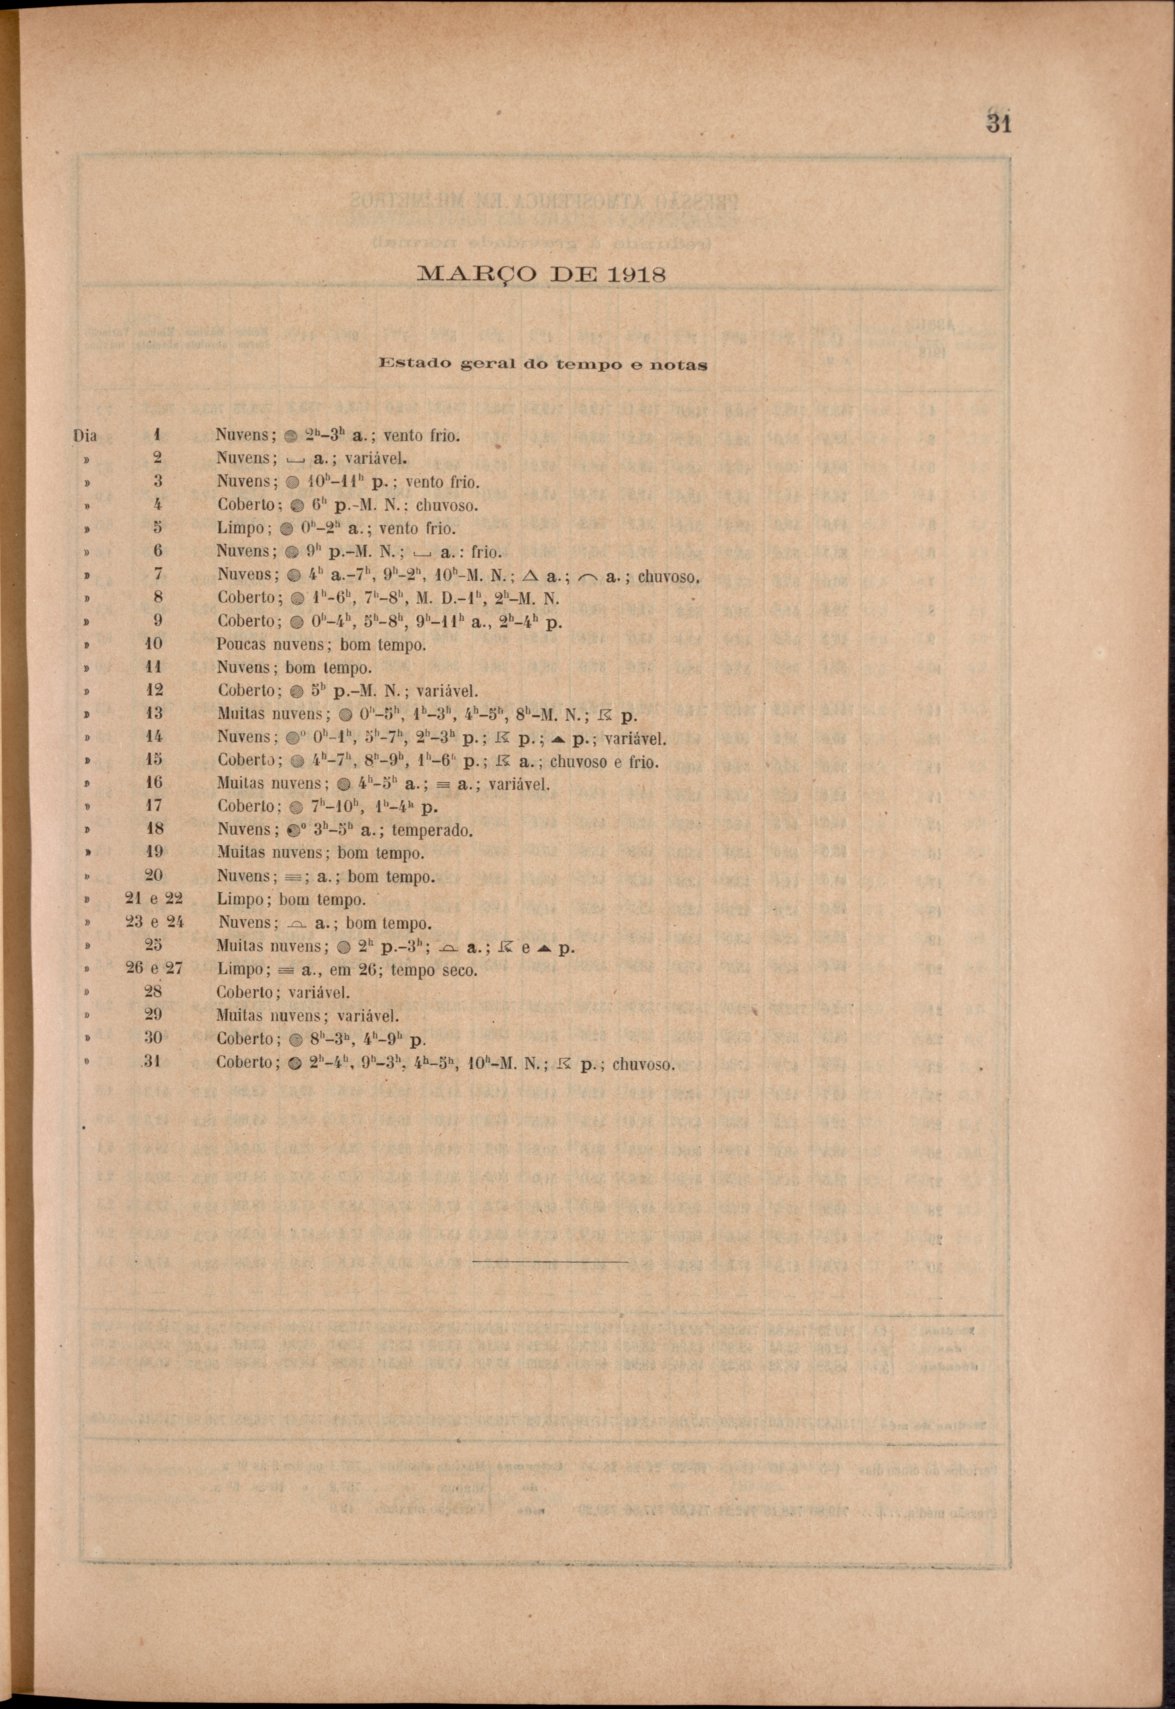 31
MARÇO DE 1918
Estado geral do tempo e notas
Dia 1 Nuvens; ● 2ʰ–3ʰ a.; vento frio.
» 2 Nuvens; ⌴ a.; variável.
» 3 Nuvens; ● 10ʰ–11ʰ p.; vento frio.
» 4 Coberto; ● 6ʰ p.–M. N.; chuvoso.
» 5 Limpo; ● 0ʰ–2ʰ a.; vento frio.
» 6 Nuvens; ● 9ʰ p.–M. N.; ⌴ a.: frio.
» 7 Nuvens; ● 4ʰ a.–7ʰ, 9ʰ–2ʰ, 10ʰ–M. N.; △ a.; ⌒ a.; chuvoso.
» 8 Coberto; ● 1ʰ–6ʰ, 7ʰ–8ʰ, M. D.–1ʰ, 2ʰ–M. N.
» 9 Coberto; ● 0ʰ–4ʰ, 5ʰ–8ʰ, 9ʰ–11ʰ a., 2ʰ–4ʰ p.
» 10 Poucas nuvens; bom tempo.
» 11 Nuvens; bom tempo.
» 12 Coberto; ● 5ʰ p.–M. N.; variável.
» 13 Muitas nuvens; ● 0ʰ–5ʰ, 1ʰ–3ʰ, 4ʰ–5ʰ, 8ʰ–M. N.; ☈ p.
» 14 Nuvens; ●⁰ 0ʰ–1ʰ, 5ʰ–7ʰ, 2ʰ–3ʰ p.; ☈ p.; ▲ p.; variável.
» 15 Coberto; ● 4ʰ–7ʰ, 8ʰ–9ʰ, 1ʰ–6ʰ p.; ☈ a.; chuvoso e frio.
» 16 Muitas nuvens; ● 4ʰ–5ʰ a.; ≡ a.; variável.
» 17 Coberto; ● 7ʰ–10ʰ, 1ʰ–4ʰ p.
» 18 Nuvens; ●⁰ 3ʰ–5ʰ a.; temperado.
» 19 Muitas nuvens; bom tempo.
» 20 Nuvens; ≡; a.; bom tempo.
» 21 e 22 Limpo; bom tempo.
» 23 e 24 Nuvens; ⌓ a.; bom tempo.
» 25 Muitas nuvens; ● 2ʰ p.–3ʰ; ⌓ a.; ☈ e ▲ p.
» 26 e 27 Limpo; ≡ a., em 26; tempo seco.
» 28 Coberto; variável.
» 29 Muitas nuvens; variável.
» 30 Coberto; ● 8ʰ–3ʰ, 4ʰ–9ʰ p.
» 31 Coberto; ● 2ʰ–4ʰ, 9ʰ–3ʰ, 4ʰ–5ʰ, 10ʰ–M. N.; ☈ p.; chuvoso.